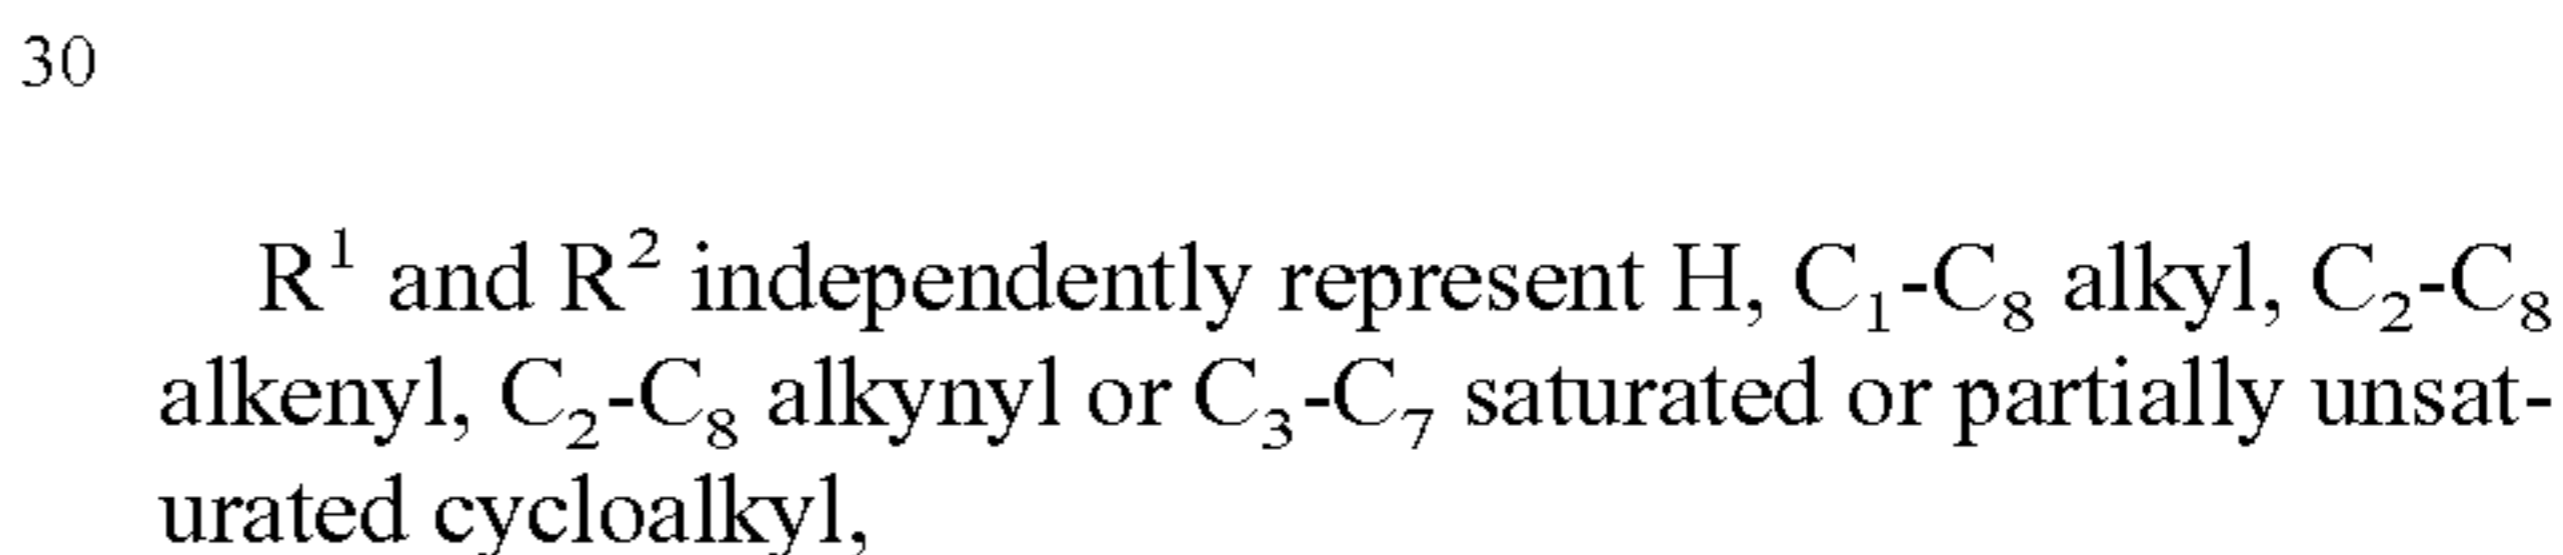 30
R¹ and R² independently represent H, C₁-C₈ alkyl, C₂-C₈
alkenyl, C₂-C₈ alkynyl or C₃-C₇ saturated or partially unsat-
urated cycloalkyl,